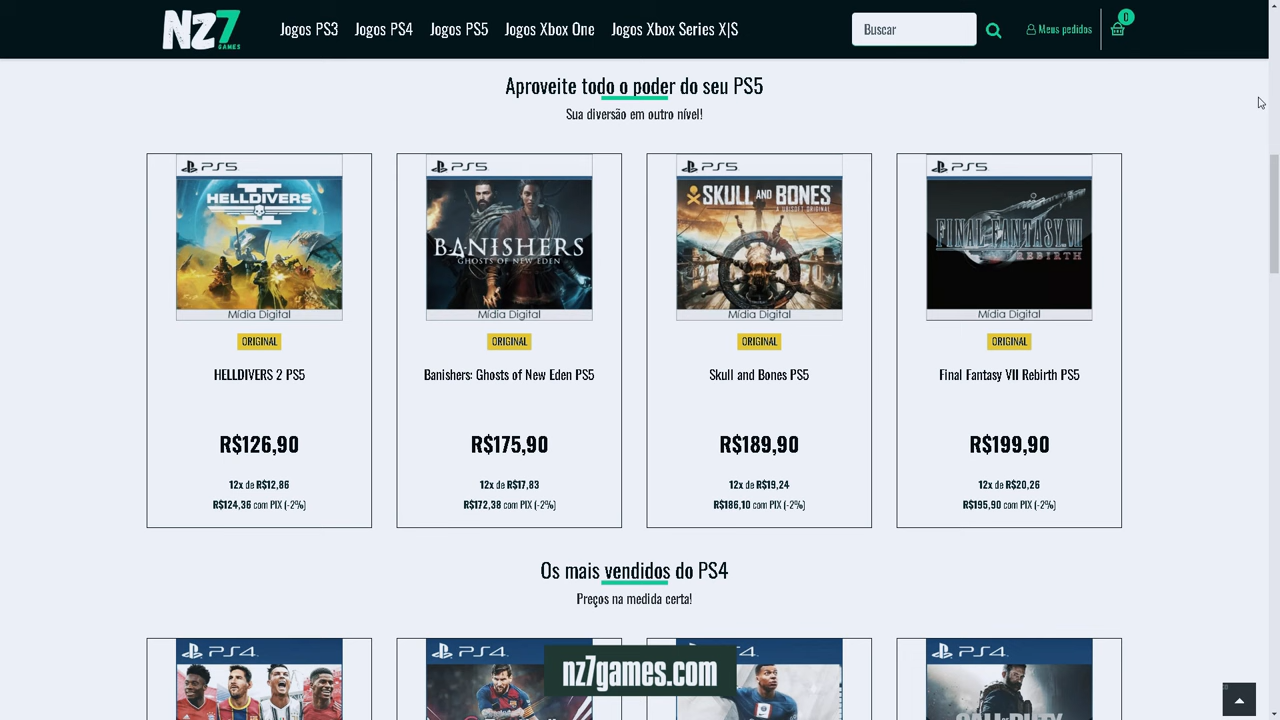 NZ7 GAMES
Jogos PS3 Jogos PS4 Jogos PS5 Jogos Xbox One Jogos Xbox Series X|S
Buscar
Meus pedidos
0
Aproveite todo o poder do seu PS5
Sua diversão em outro nível!
PS5
HELLDIVERS II
Mídia Digital
ORIGINAL
HELLDIVERS 2 PS5
R$126,90
12x de R$12,86
R$124,36 com PIX (-2%)
PS5
BANISHERS
GHOSTS OF NEW EDEN
Mídia Digital
ORIGINAL
Banishers: Ghosts of New Eden PS5
R$175,90
12x de R$17,83
R$172,38 com PIX (-2%)
PS5
SKULL AND BONES
A UBISOFT ORIGINAL
Mídia Digital
ORIGINAL
Skull and Bones PS5
R$189,90
12x de R$19,24
R$186,10 com PIX (-2%)
PS5
FINAL FANTASY VII
REBIRTH
Mídia Digital
ORIGINAL
Final Fantasy VII Rebirth PS5
R$199,90
12x de R$20,26
R$195,90 com PIX (-2%)
Os mais vendidos do PS4
Preços na medida certa!
PS4
PS4
PS4
PS4
CALL OF DUTY
nz7games.com